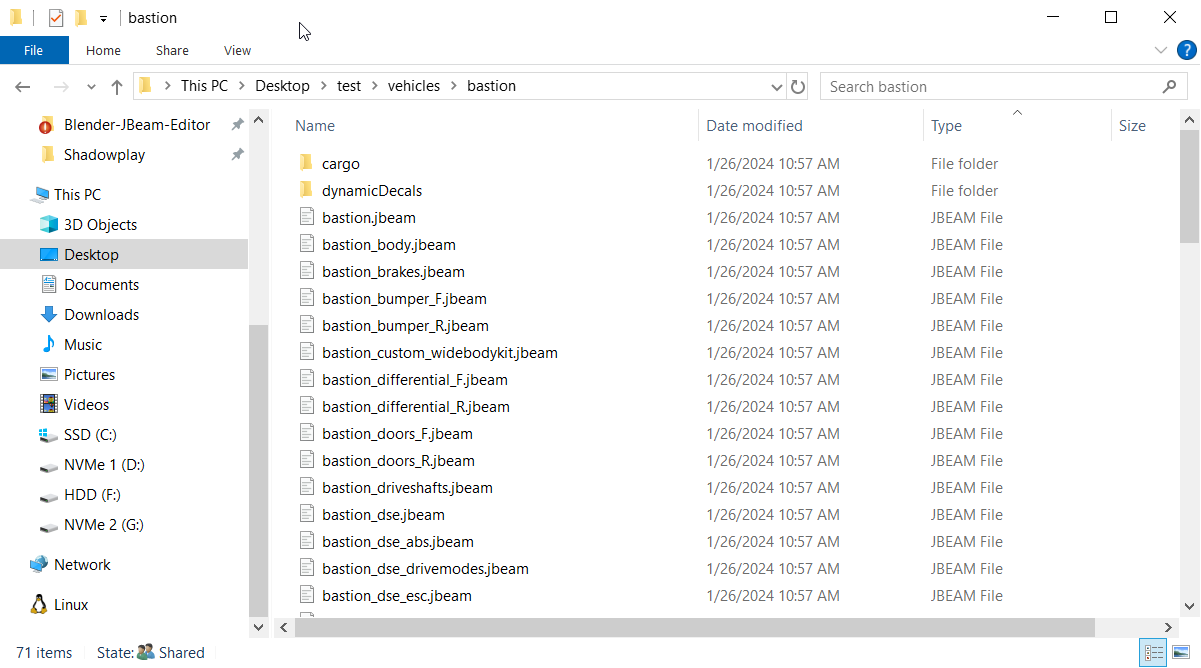 bastion
File Home Share View
?
This PC Desktop test vehicles bastion
Search bastion
Blender-JBeam-Editor
Shadowplay
This PC
3D Objects
Desktop
Documents
Downloads
Music
Pictures
Videos
SSD (C:)
NVMe 1 (D:)
HDD (F:)
NVMe 2 (G:)
Network
Linux
Name Date modified Type Size
cargo 1/26/2024 10:57 AM File folder
dynamicDecals 1/26/2024 10:57 AM File folder
bastion.jbeam 1/26/2024 10:57 AM JBEAM File
bastion_body.jbeam 1/26/2024 10:57 AM JBEAM File
bastion_brakes.jbeam 1/26/2024 10:57 AM JBEAM File
bastion_bumper_F.jbeam 1/26/2024 10:57 AM JBEAM File
bastion_bumper_R.jbeam 1/26/2024 10:57 AM JBEAM File
bastion_custom_widebodykit.jbeam 1/26/2024 10:57 AM JBEAM File
bastion_differential_F.jbeam 1/26/2024 10:57 AM JBEAM File
bastion_differential_R.jbeam 1/26/2024 10:57 AM JBEAM File
bastion_doors_F.jbeam 1/26/2024 10:57 AM JBEAM File
bastion_doors_R.jbeam 1/26/2024 10:57 AM JBEAM File
bastion_driveshafts.jbeam 1/26/2024 10:57 AM JBEAM File
bastion_dse.jbeam 1/26/2024 10:57 AM JBEAM File
bastion_dse_abs.jbeam 1/26/2024 10:57 AM JBEAM File
bastion_dse_drivemodes.jbeam 1/26/2024 10:57 AM JBEAM File
bastion_dse_esc.jbeam 1/26/2024 10:57 AM JBEAM File
71 items State: Shared